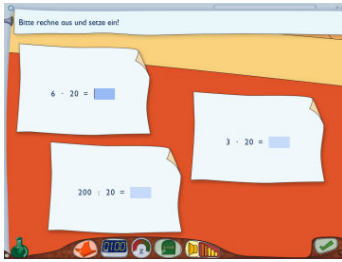 Bitte rechne aus und setze ein!
6 · 20 =
3 · 20 =
200 : 20 =